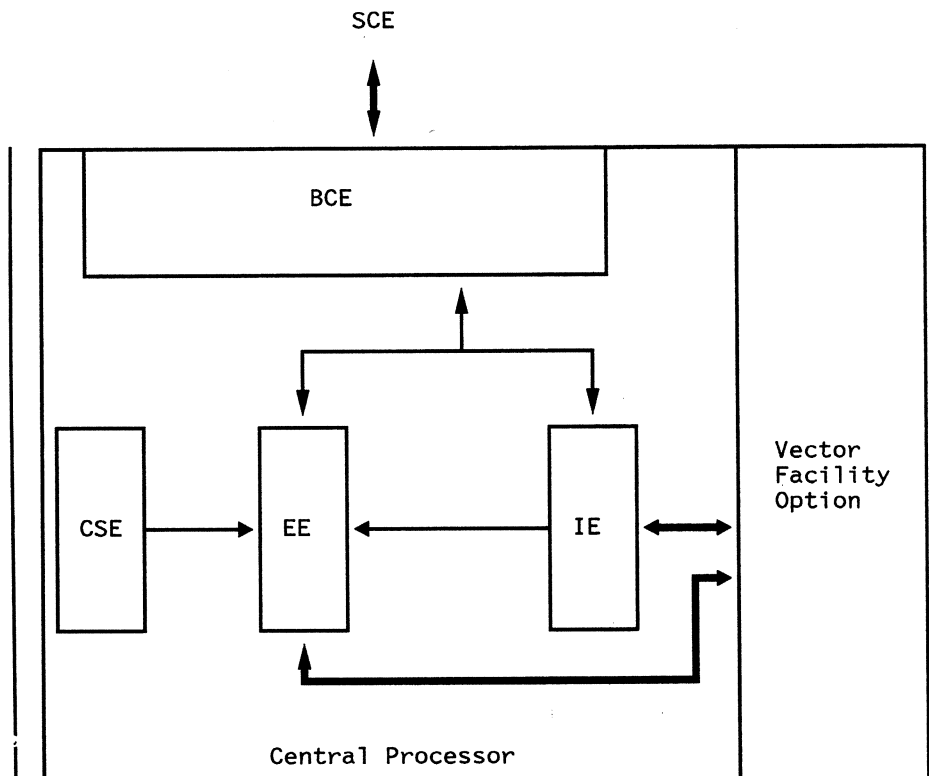 SCE
BCE
CSE
EE
IE
Vector
Facility
Option
Central Processor